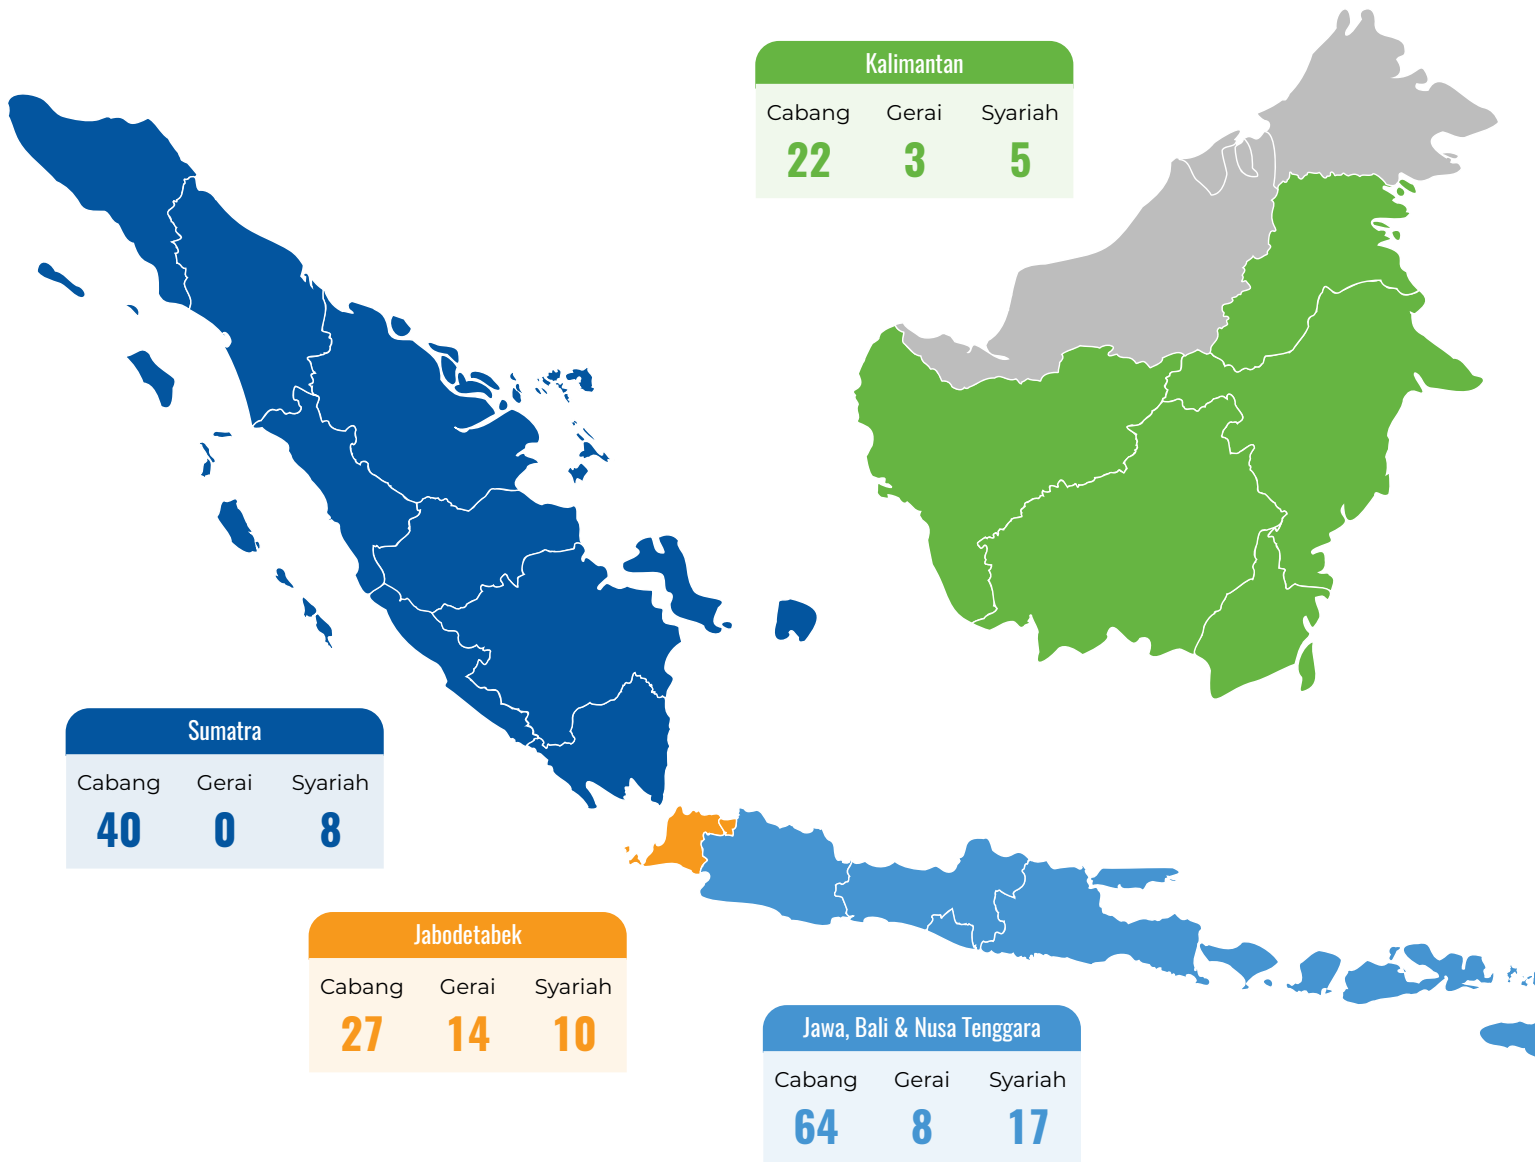 Kalimantan
Cabang Gerai Syariah
22 3 5
Sumatra
Cabang Gerai Syariah
40 0 8
Jabodetabek
Cabang Gerai Syariah
27 14 10
Jawa, Bali & Nusa Tenggara
Cabang Gerai Syariah
64 8 17